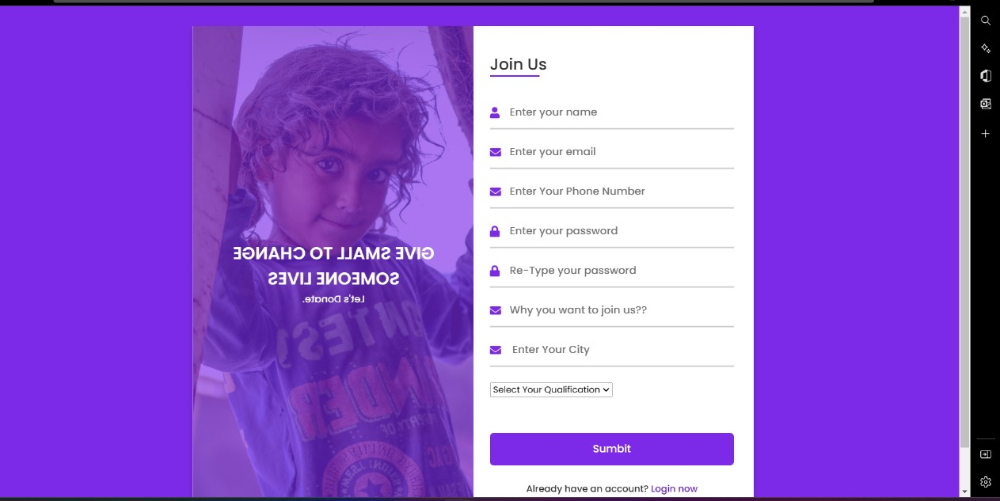 GIVE SMALL TO CHANGE
SOMEONE LIVES
Let's Donate.
Join Us
Enter your name
Enter your email
Enter Your Phone Number
Enter your password
Re-Type your password
Why you want to join us??
Enter Your City
Select Your Qualification
Sumbit
Already have an account? Login now